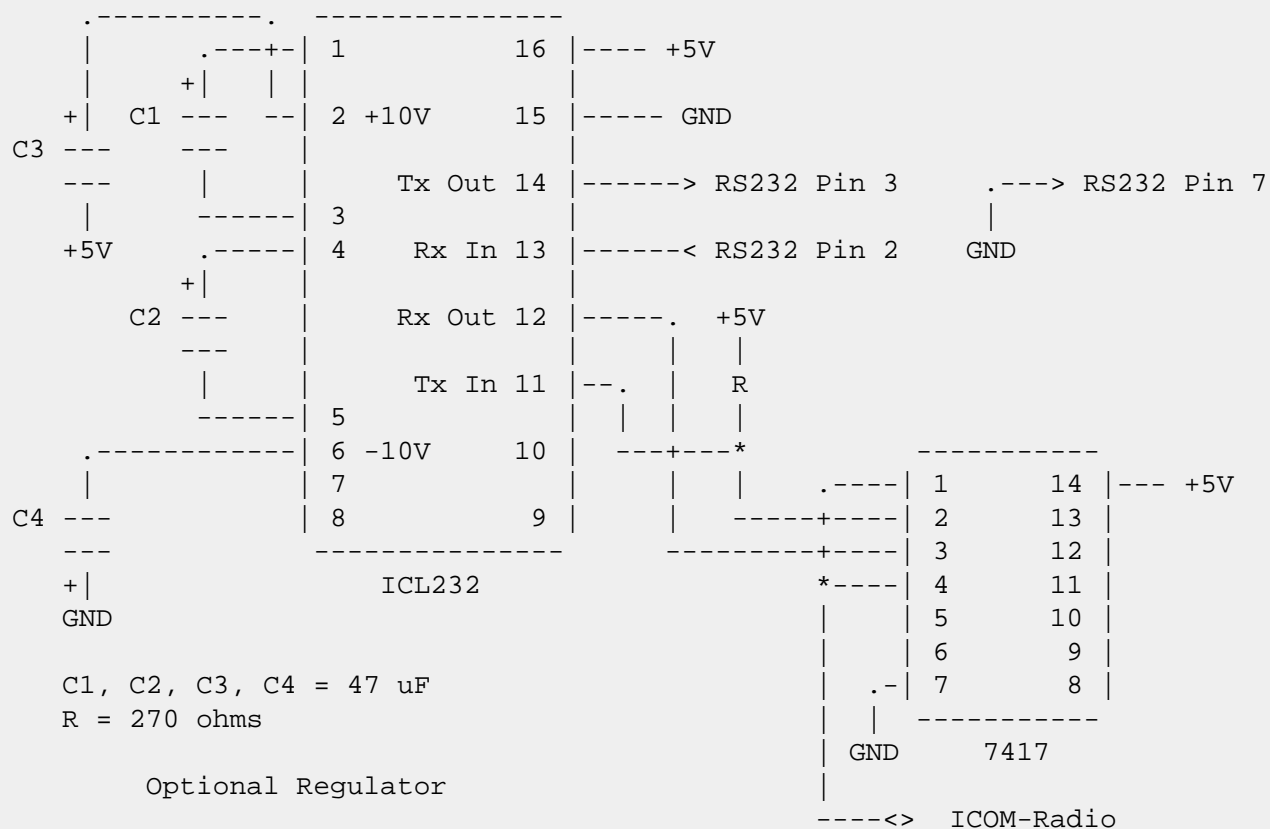 .----------.  ---------------
|      .---+-| 1          16 |---- +5V
|    +|   | |               |
+|  C1 ---  --| 2 +10V     15 |----- GND
C3 ---    ---    |               |
---     |     |     Tx Out 14 |------> RS232 Pin 3     .---> RS232 Pin 7
|     ------| 3             |                        |
+5V     .-----| 4    Rx In 13 |------< RS232 Pin 2    GND
+|      |               |
C2 ---     |     Rx Out 12 |-----.  +5V
---     |               |     |   |
|     |      Tx In 11 |--.  |   R
------| 5             |  |  |   |
.------------| 6 -10V     10 |  ---+---*          -----------
|            | 7             |     |   |    .----| 1      14 |--- +5V
C4 ---           | 8           9 |     |   -----+----| 2      13 |
---            ---------------      ---------+----| 3      12 |
+|                 ICL232                   *----| 4      11 |
GND                                          |    | 5      10 |
|    | 6       9 |
C1, C2, C3, C4 = 47 uF                       |  .-| 7       8 |
R = 270 ohms                                 |  |  -----------
| GND     7417
Optional Regulator                      |
----<>  ICOM-Radio